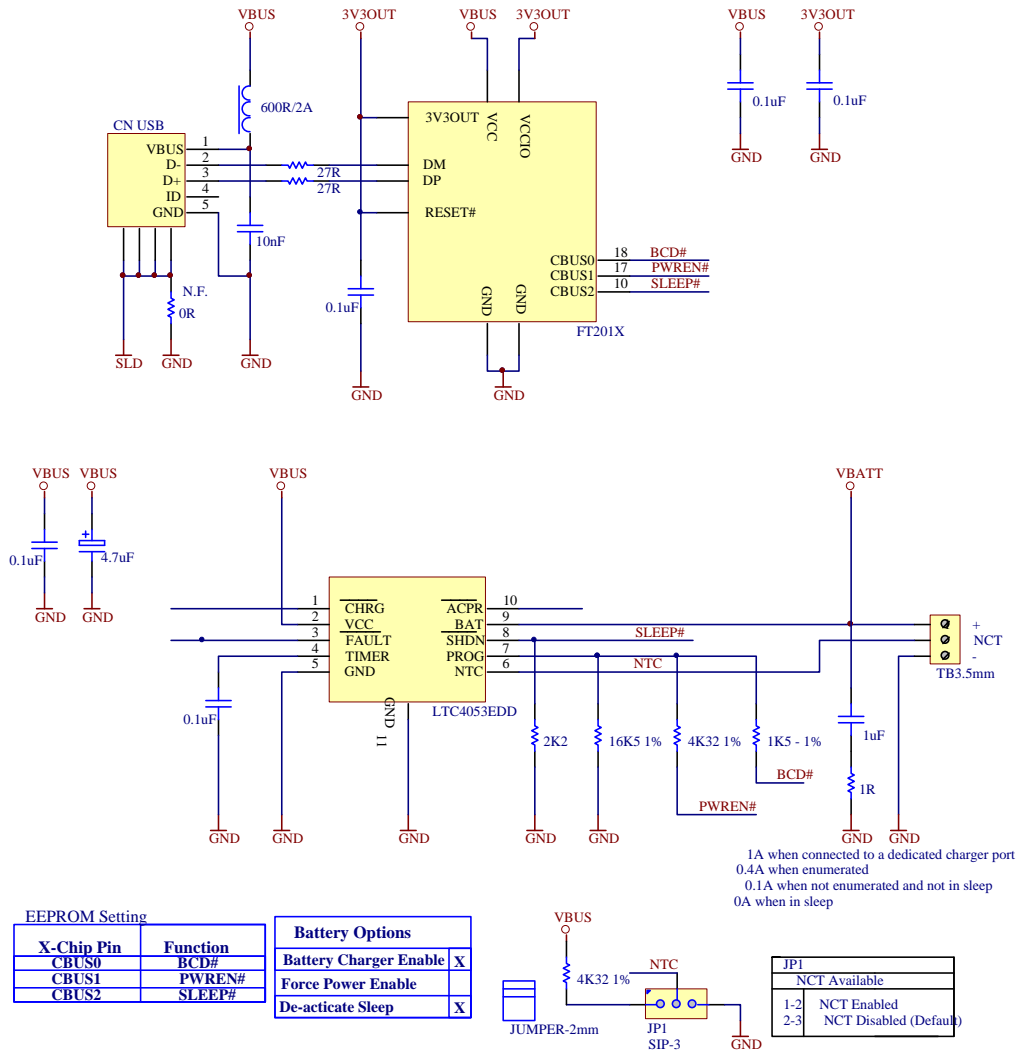 VBUS 3V3OUT VBUS 3V3OUT VBUS 3V3OUT
600R/2A
0.1uF 0.1uF
GND GND
CN USB
VBUS 1
D- 2
D+ 3
ID 4
GND 5
27R
27R
10nF
N.F.
0R
SLD GND GND
0.1uF
GND
3V3OUT
VCC
VCCIO
DM
DP
RESET#
CBUS0 18 BCD#
CBUS1 17 PWREN#
CBUS2 10 SLEEP#
GND
GND
FT201X
GND
VBUS VBUS VBUS VBATT
0.1uF 4.7uF
+
GND GND
1 CHRG
2 VCC
3 FAULT
4 TIMER
5 GND
ACPR 10
BAT 9
SHDN 8 SLEEP#
PROG 7
NTC 6 NTC
GND 11
LTC4053EDD
0.1uF
+
NCT
-
TB3.5mm
2K2 16K5 1% 4K32 1% 1K5 - 1%
1uF
1R
BCD#
PWREN#
GND GND GND GND GND GND GND
1A when connected to a dedicated charger port
0.4A when enumerated
0.1A when not enumerated and not in sleep
0A when in sleep
EEPROM Setting
X-Chip Pin Function
CBUS0 BCD#
CBUS1 PWREN#
CBUS2 SLEEP#
Battery Options
Battery Charger Enable X
Force Power Enable
De-acticate Sleep X
VBUS
4K32 1%
NTC
JUMPER-2mm
JP1
SIP-3
GND
JP1
NCT Available
1-2 NCT Enabled
2-3 NCT Disabled (Default)